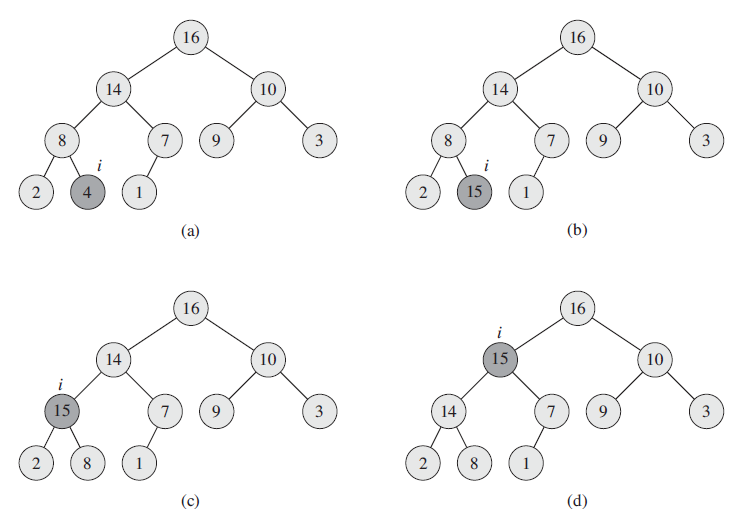 16 16
14 10 14 10
8 7 9 3 8 7 9 3
i i
2 4 1 2 15 1
(a) (b)
16 16
i
14 10 15 10
i
15 7 9 3 14 7 9 3
2 8 1 2 8 1
(c) (d)